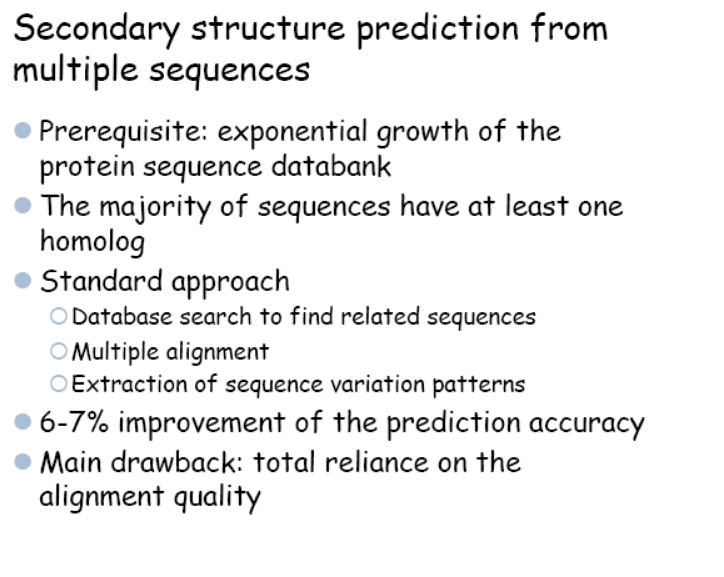 Secondary structure prediction from
multiple sequences
Prerequisite: exponential growth of the
protein sequence databank
The majority of sequences have at least one
homolog
Standard approach
Database search to find related sequences
Multiple alignment
Extraction of sequence variation patterns
6-7% improvement of the prediction accuracy
Main drawback: total reliance on the
alignment quality